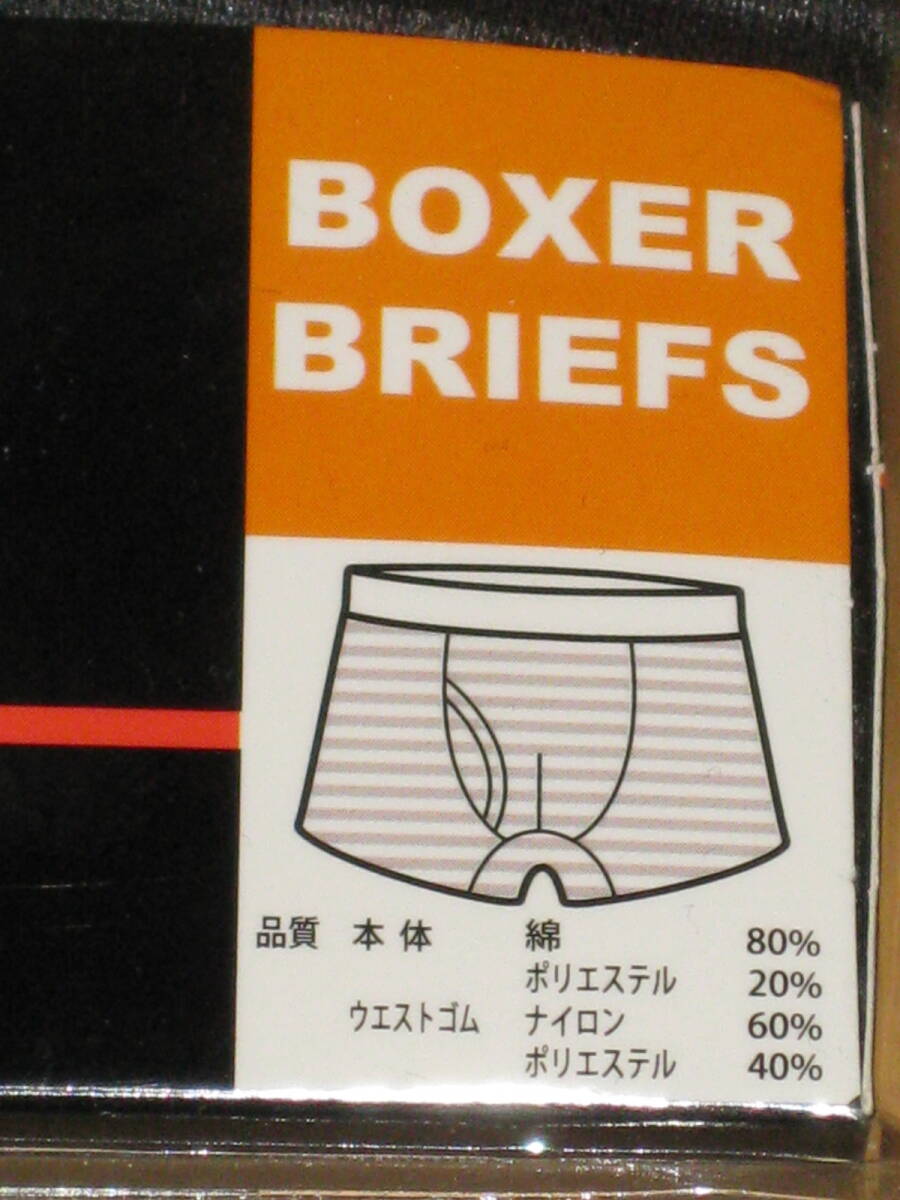 BOXER
BRIEFS
品質 本体 綿 80%
ポリエステル 20%
ウエストゴム ナイロン 60%
ポリエステル 40%